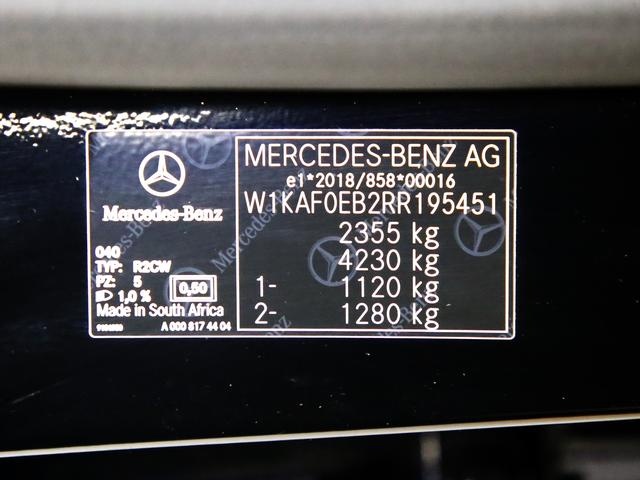 Mercedes-Benz
040
TYP: R2CW
PZ: 5
1,0 %
0,50
Made in South Africa
A 000 817 44 04
MERCEDES-BENZ AG
e1*2018/858*00016
W1KAF0EB2RR195451
2355 kg
4230 kg
1- 1120 kg
2- 1280 kg